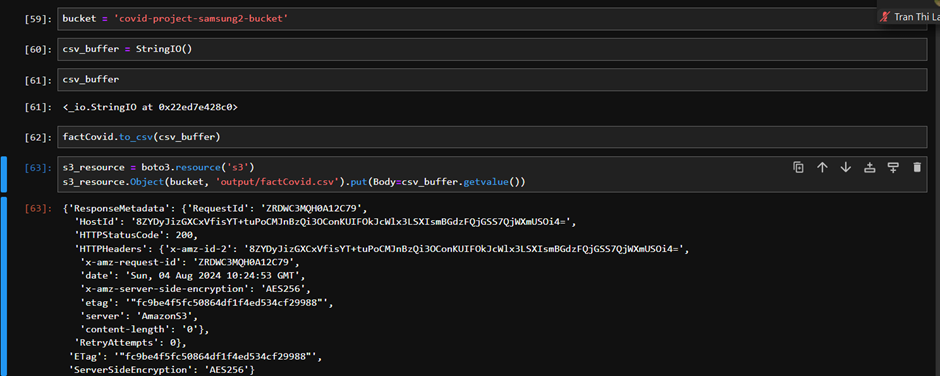 Tran Thi La
[59]: bucket = 'covid-project-samsung2-bucket'
[60]: csv_buffer = StringIO()
[61]: csv_buffer
[61]: <_io.StringIO at 0x22ed7e428c0>
[62]: factCovid.to_csv(csv_buffer)
[63]: s3_resource = boto3.resource('s3')
s3_resource.Object(bucket, 'output/factCovid.csv').put(Body=csv_buffer.getvalue())
[63]: {'ResponseMetadata': {'RequestId': 'ZRDWC3MQH0A12C79',
'HostId': '8ZYDyJizGXCxVfisYT+tuPoCMJnBzQi3OConKUIFOkJcWlx3LSXIsmBGdzFQjGSS7QjWXmUSOi4=',
'HTTPStatusCode': 200,
'HTTPHeaders': {'x-amz-id-2': '8ZYDyJizGXCxVfisYT+tuPoCMJnBzQi3OConKUIFOkJcWlx3LSXIsmBGdzFQjGSS7QjWXmUSOi4=',
'x-amz-request-id': 'ZRDWC3MQH0A12C79',
'date': 'Sun, 04 Aug 2024 10:24:53 GMT',
'x-amz-server-side-encryption': 'AES256',
'etag': '"fc9be4f5fc50864df1f4ed534cf29988"',
'server': 'AmazonS3',
'content-length': '0'},
'RetryAttempts': 0},
'ETag': '"fc9be4f5fc50864df1f4ed534cf29988"',
'ServerSideEncryption': 'AES256'}